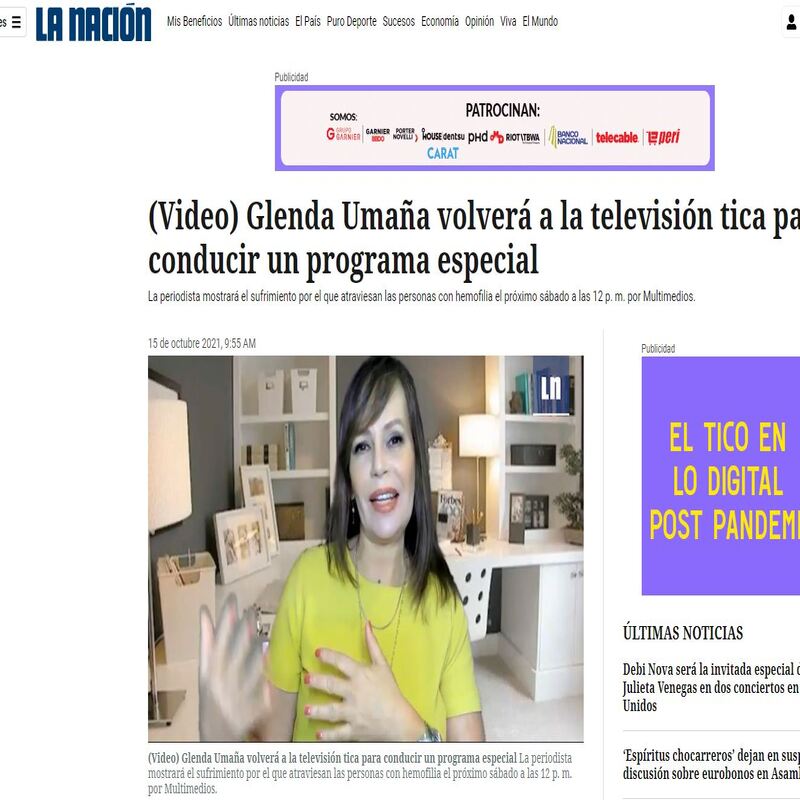 es
LA NACIÓN
Mis Beneficios Últimas noticias El País Puro Deporte Sucesos Economía Opinión Viva El Mundo
Publicidad
SOMOS:
PATROCINAN:
GRUPO GARNIER GARNIER BBDO PORTER NOVELLI HOUSE dentsu phd RIOT\TBWA BANCO NACIONAL telecable peri
CARAT
(Video) Glenda Umaña volverá a la televisión tica pa
conducir un programa especial
La periodista mostrará el sufrimiento por el que atraviesan las personas con hemofilia el próximo sábado a las 12 p. m. por Multimedios.
15 de octubre 2021, 9:55 AM
Publicidad
Ln
Forbes
EL TICO EN
LO DIGITAL
POST PANDEMI
(Video) Glenda Umaña volverá a la televisión tica para conducir un programa especial La periodista
mostrará el sufrimiento por el que atraviesan las personas con hemofilia el próximo sábado a las 12 p. m.
por Multimedios.
ÚLTIMAS NOTICIAS
Debi Nova será la invitada especial d
Julieta Venegas en dos conciertos en
Unidos
‘Espíritus chocarreros’ dejan en susp
discusión sobre eurobonos en Asaml